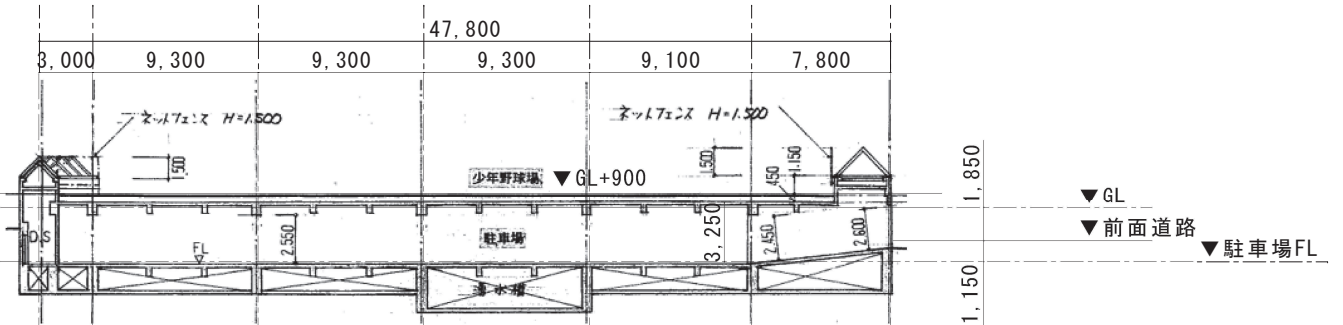 47,800
3,000 9,300 9,300 9,300 9,100 7,800
ネットフェンス H=1.500
ネットフェンス H=1.500
1.500
1.500
1.150
450
1,850
少年野球場 ▼GL+900
▼GL
▼前面道路
▼駐車場FL
D.S
FL
2.550
駐車場
3,250
2.450
2.600
湧水槽
1,150